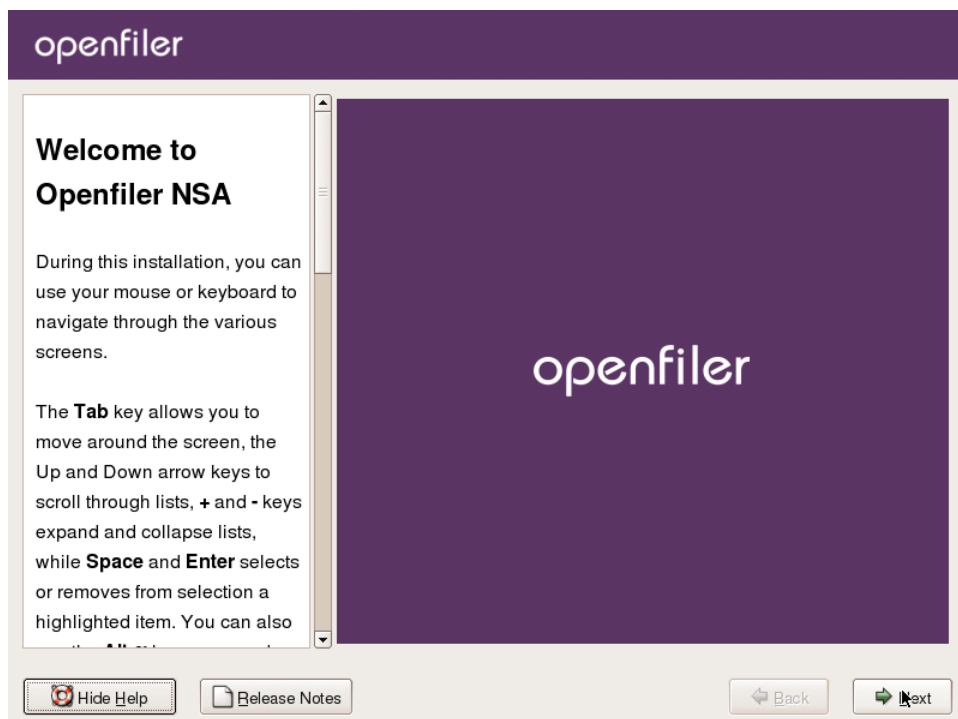 openfiler
Welcome to
Openfiler NSA
During this installation, you can
use your mouse or keyboard to
navigate through the various
screens.
The Tab key allows you to
move around the screen, the
Up and Down arrow keys to
scroll through lists, + and - keys
expand and collapse lists,
while Space and Enter selects
or removes from selection a
highlighted item. You can also
openfiler
Hide Help
Release Notes
Back
Next